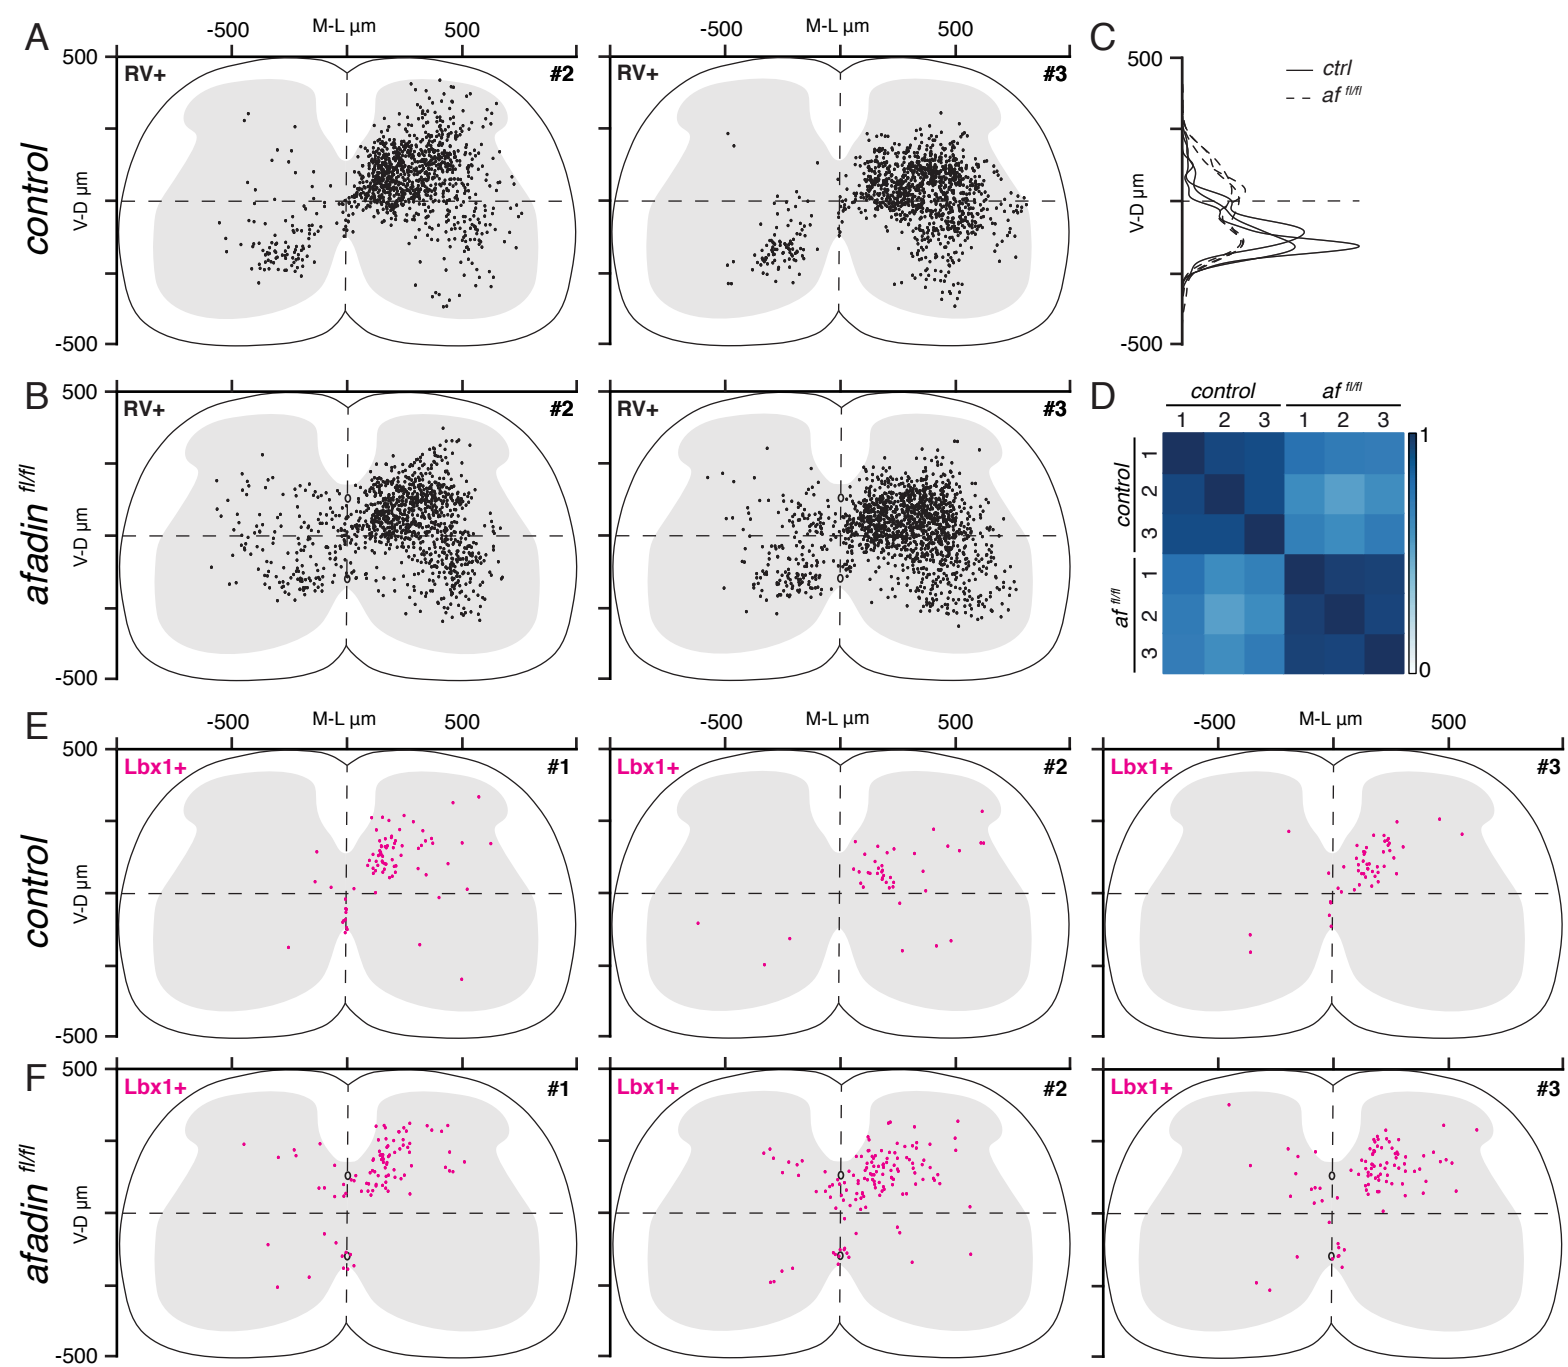 A
-500 M-L µm 500
-500 M-L µm 500
control
500
V-D µm
-500
RV+ #2
RV+ #3
C
500
V-D µm
-500
ctrl
af fl/fl
B
afadin fl/fl
500
V-D µm
-500
RV+ #2
RV+ #3
D
control af fl/fl
1 2 3 1 2 3
control
1
2
3
af fl/fl
1
2
3
1
0
E
-500 M-L µm 500
-500 M-L µm 500
-500 M-L µm 500
control
500
V-D µm
-500
Lbx1+ #1
Lbx1+ #2
Lbx1+ #3
F
afadin fl/fl
500
V-D µm
-500
Lbx1+ #1
Lbx1+ #2
Lbx1+ #3